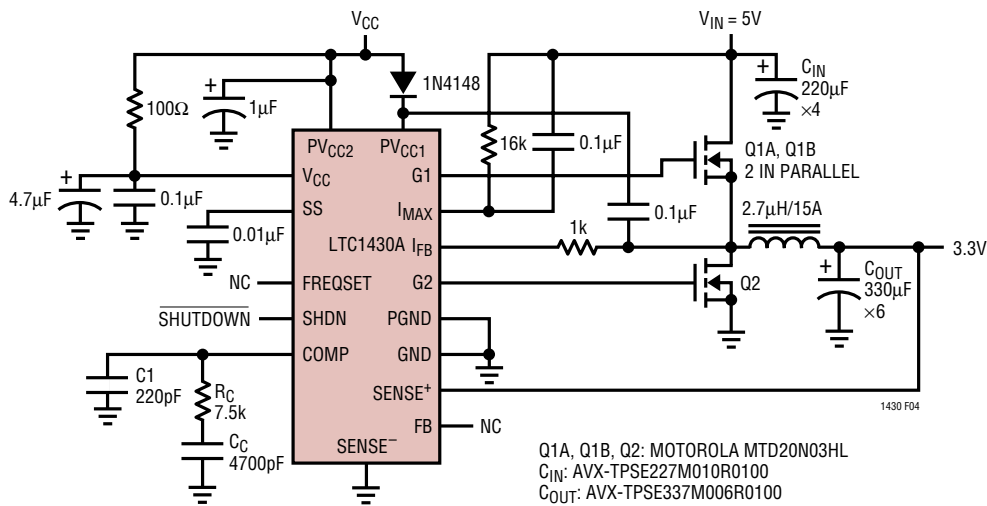 VCC
VIN = 5V
1N4148
+
CIN
220µF
×4
100Ω
+
1µF
16k
0.1µF
Q1A, Q1B
2 IN PARALLEL
PVCC2
PVCC1
VCC
G1
+
4.7µF
0.1µF
SS
IMAX
0.01µF
0.1µF
2.7µH/15A
1k
LTC1430A
IFB
3.3V
NC
FREQSET
G2
Q2
+
COUT
330µF
×6
SHUTDOWN
SHDN
PGND
COMP
GND
C1
220pF
RC
7.5k
SENSE+
1430 F04
FB
NC
CC
4700pF
SENSE–
Q1A, Q1B, Q2: MOTOROLA MTD20N03HL
CIN: AVX-TPSE227M010R0100
COUT: AVX-TPSE337M006R0100